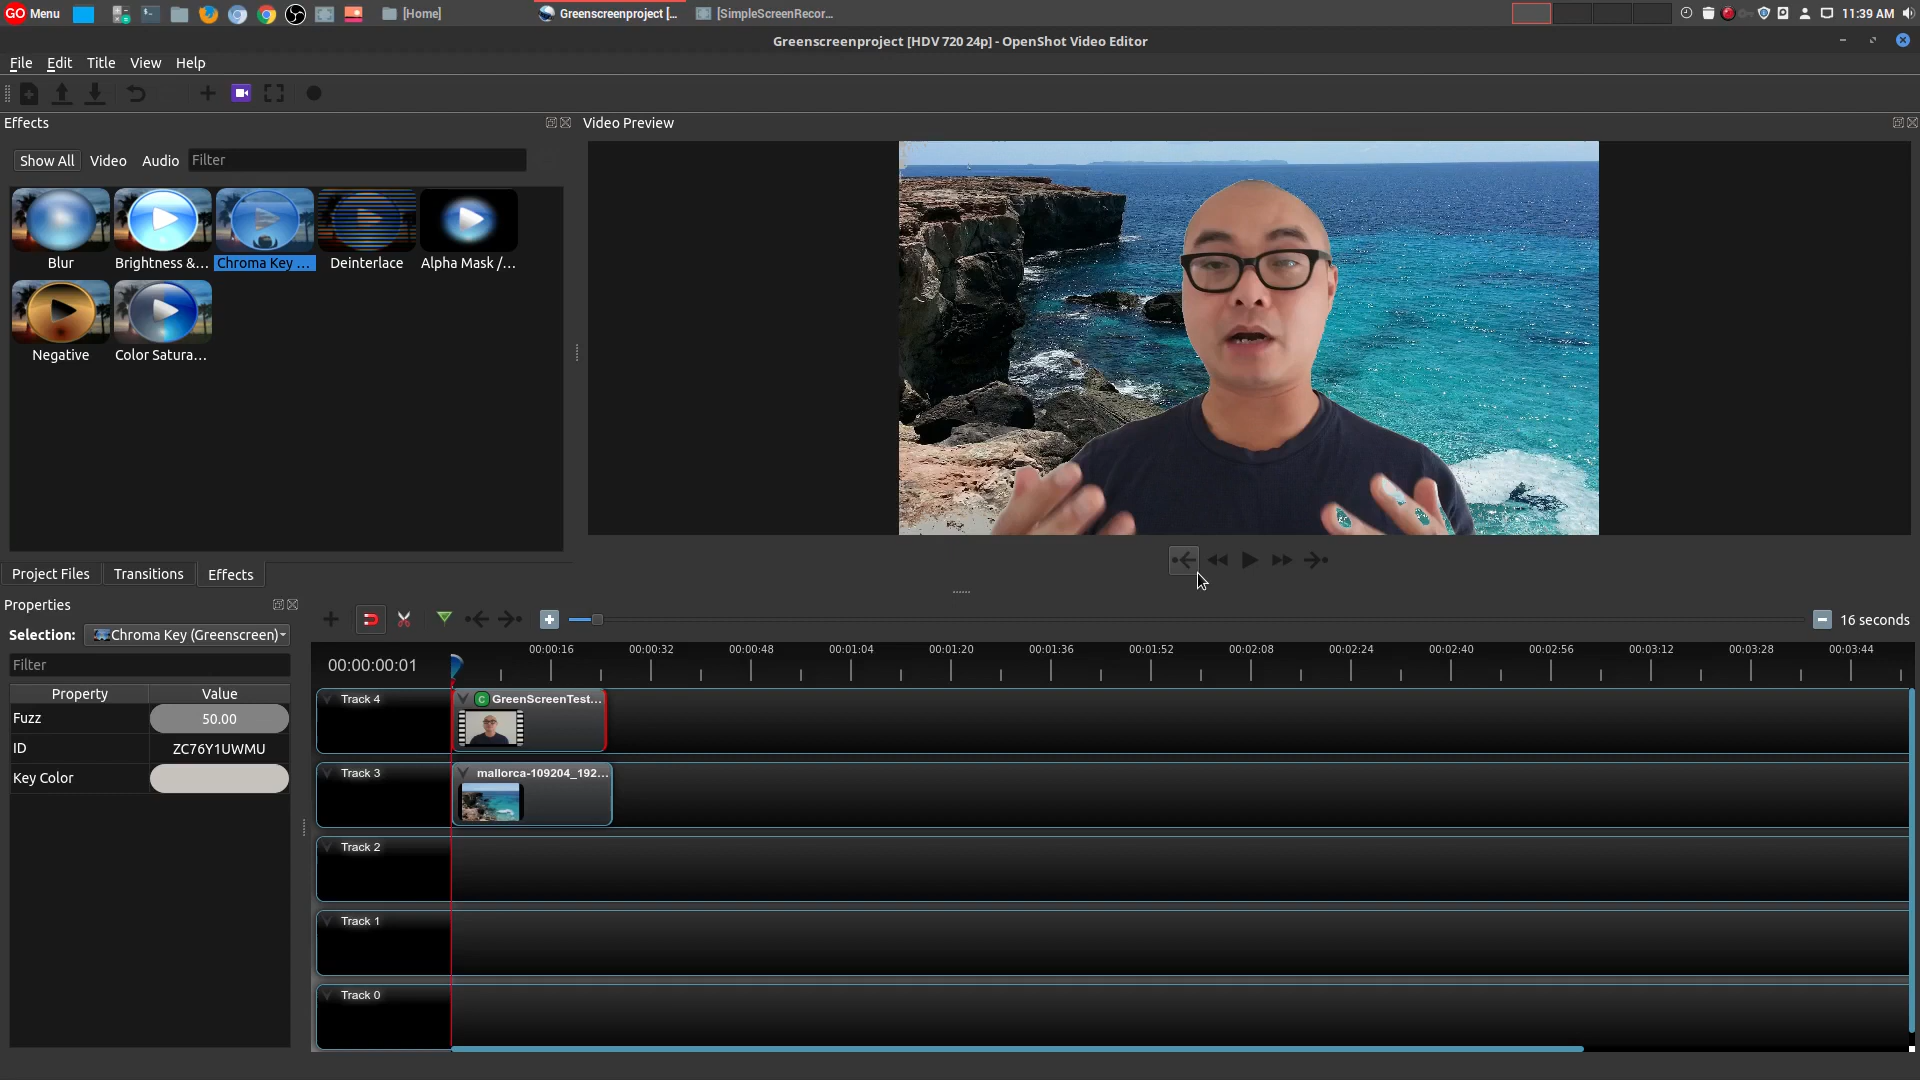 GO Menu [Home] Greenscreenproject [... [SimpleScreenRecor... 11:39 AM
Greenscreenproject [HDV 720 24p] - OpenShot Video Editor
File Edit Title View Help
Effects
Video Preview
Show All Video Audio Filter
Blur Brightness &... Chroma Key ... Deinterlace Alpha Mask /...
Negative Color Satura...
Project Files Transitions Effects
Properties
Selection: Chroma Key (Greenscreen)
Filter
Property Value
Fuzz 50.00
ID ZC76Y1UWMU
Key Color
16 seconds
00:00:00:01
00:00:16 00:00:32 00:00:48 00:01:04 00:01:20 00:01:36 00:01:52 00:02:08 00:02:24 00:02:40 00:02:56 00:03:12 00:03:28 00:03:44
Track 4 C GreenScreenTest...
Track 3 mallorca-109204_192...
Track 2
Track 1
Track 0